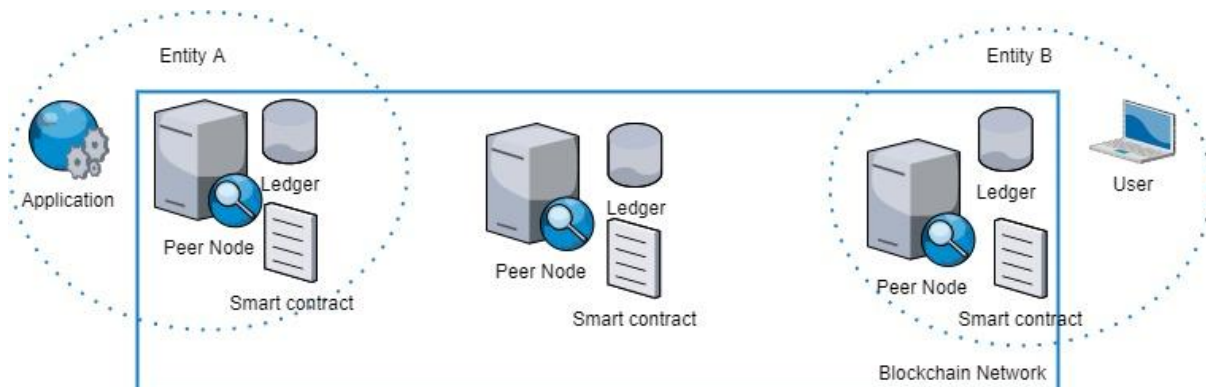 Entity A
Entity B
Application
Ledger
Peer Node
Smart contract
Ledger
Peer Node
Smart contract
Ledger
Peer Node
Smart contract
User
Blockchain Network